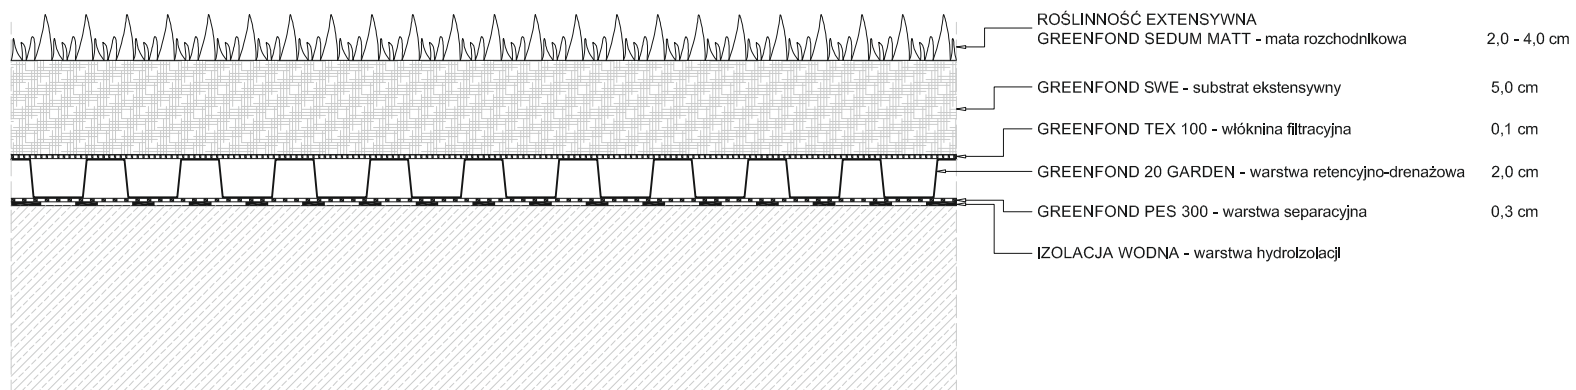 ROŚLINNOŚĆ EXTENSYWNA
GREENFOND SEDUM MATT - mata rozchodnikowa 2,0 - 4,0 cm
GREENFOND SWE - substrat ekstensywny 5,0 cm
GREENFOND TEX 100 - włóknina filtracyjna 0,1 cm
GREENFOND 20 GARDEN - warstwa retencyjno-drenażowa 2,0 cm
GREENFOND PES 300 - warstwa separacyjna 0,3 cm
IZOLACJA WODNA - warstwa hydroizolacji